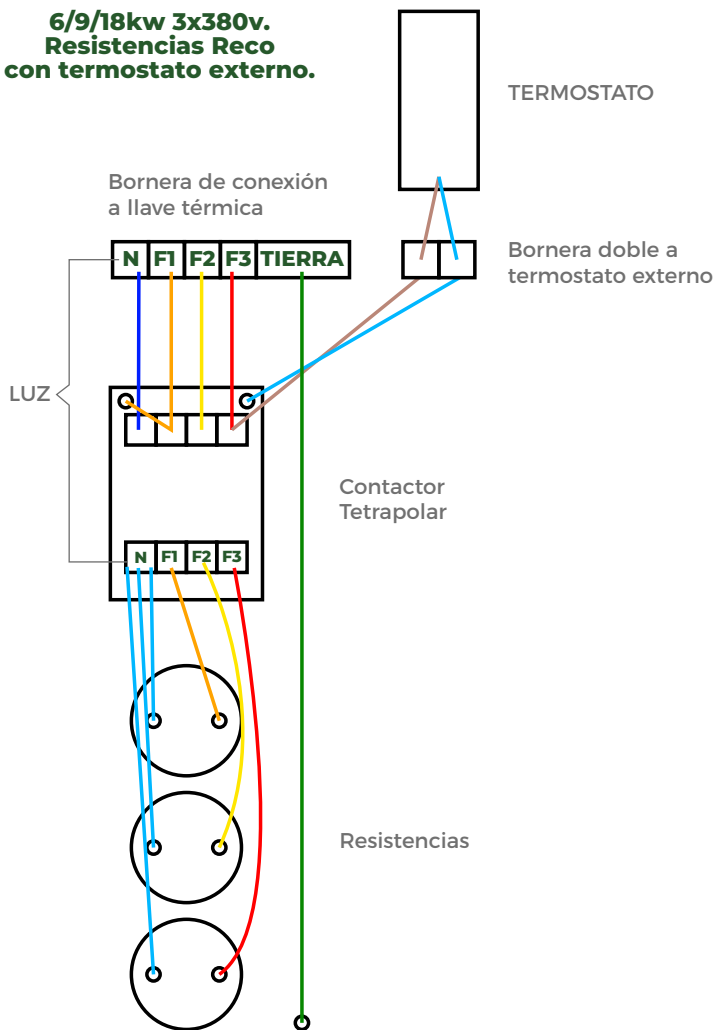 6/9/18kw 3x380v.
Resistencias Reco
con termostato externo.
TERMOSTATO
Bornera de conexión
a llave térmica
N F1 F2 F3 TIERRA
Bornera doble a
termostato externo
LUZ
Contactor
Tetrapolar
N F1 F2 F3
Resistencias